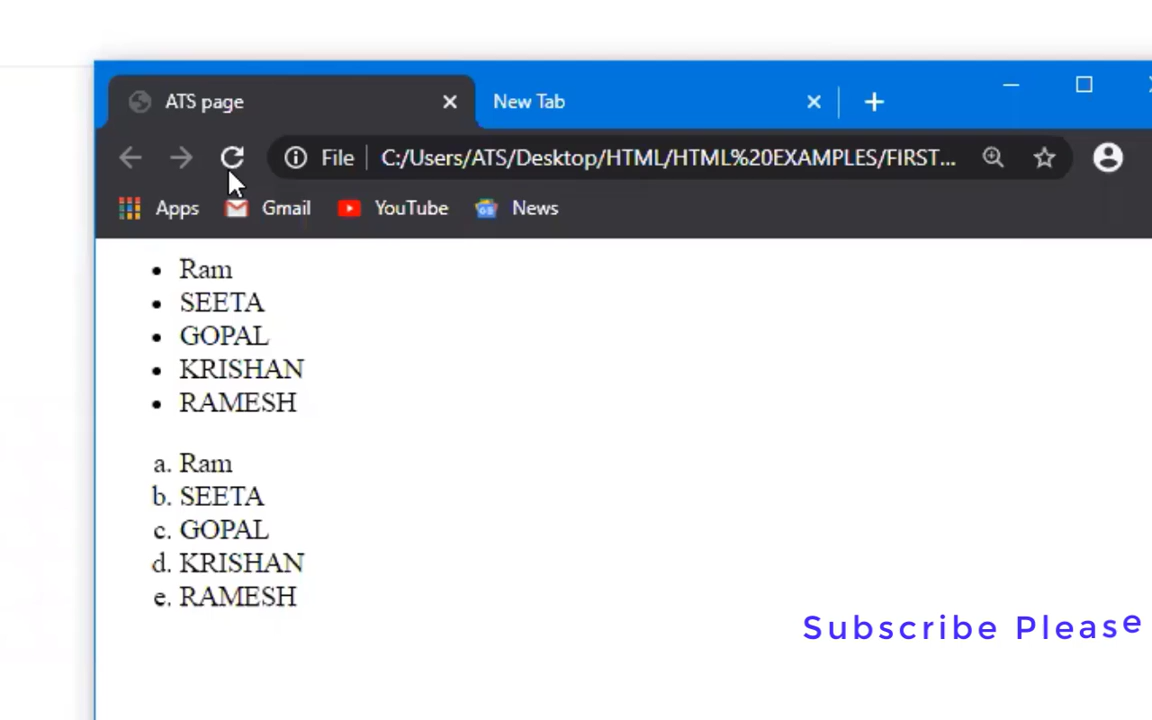 ATS page
New Tab
File
C:/Users/ATS/Desktop/HTML/HTML%20EXAMPLES/FIRST...
Apps
Gmail
YouTube
News
• Ram
• SEETA
• GOPAL
• KRISHAN
• RAMESH
a. Ram
b. SEETA
c. GOPAL
d. KRISHAN
e. RAMESH
Subscribe Please